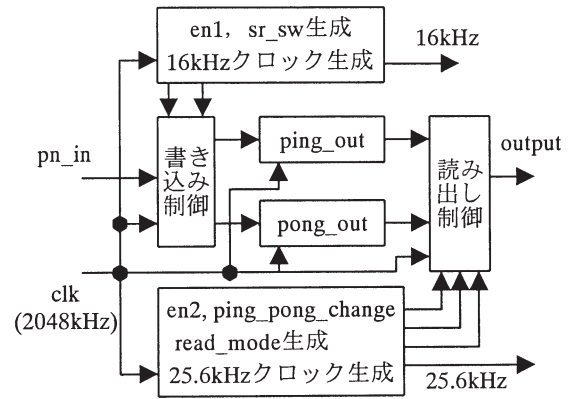 en1, sr_sw生成
16kHzクロック生成
16kHz
pn_in
書き
込み
制御
ping_out
pong_out
読み
出し
制御
output
clk
(2048kHz)
en2, ping_pong_change
read_mode生成
25.6kHzクロック生成
25.6kHz